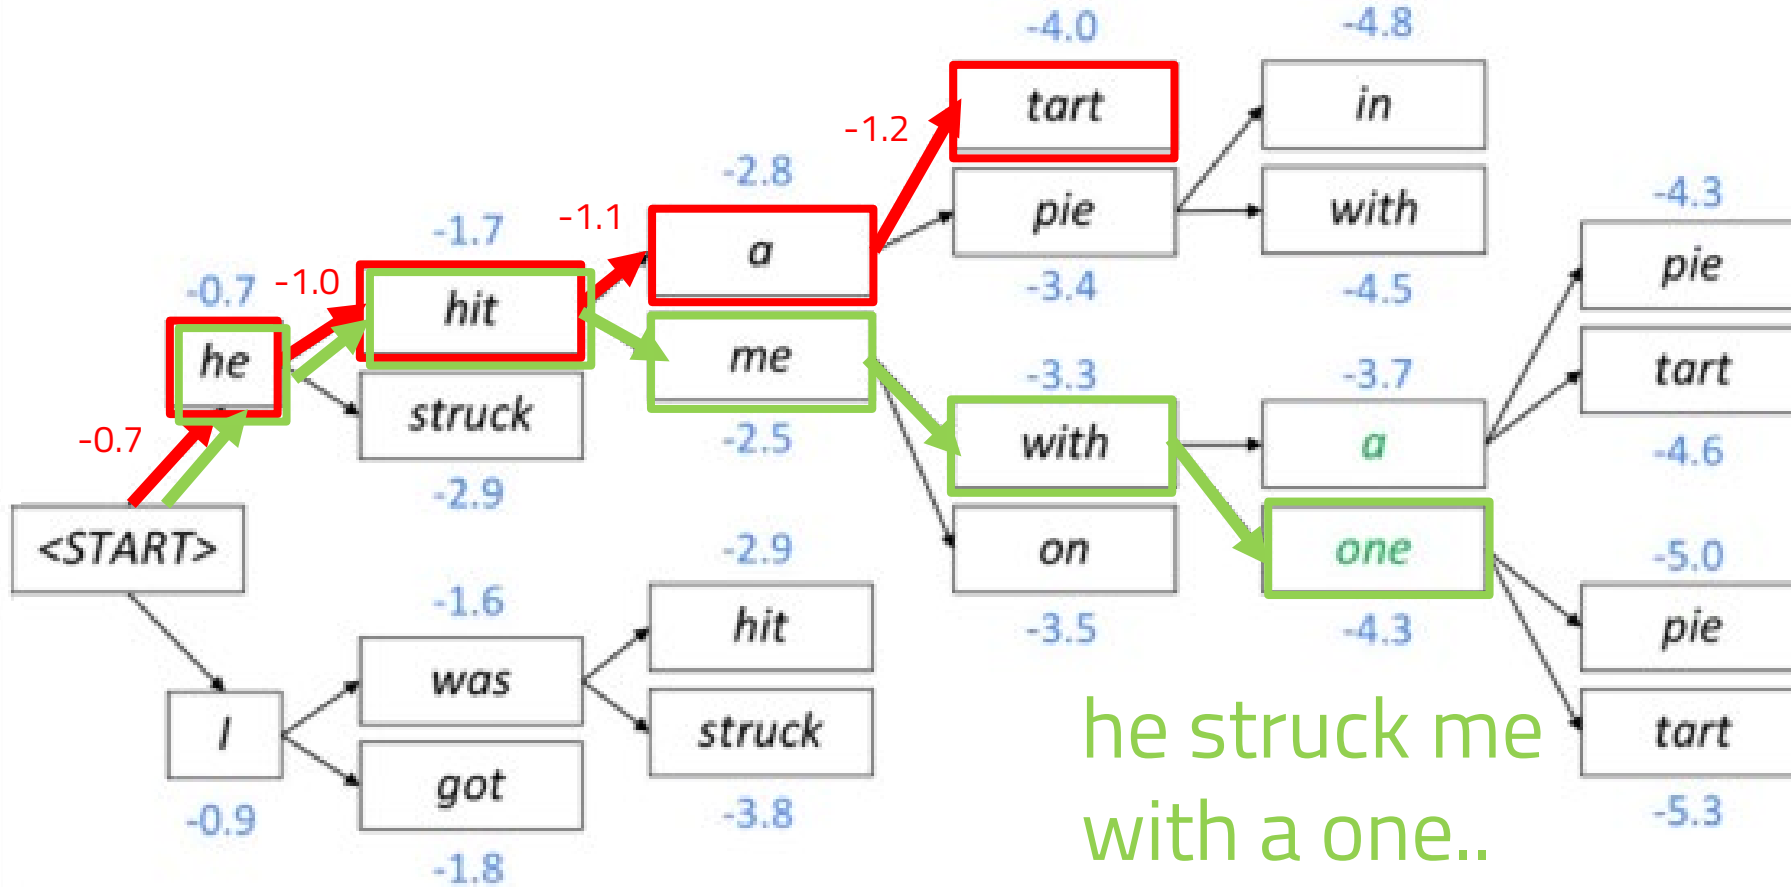 -4.0
-4.8
tart
in
-1.2
-2.8
pie
with
-4.3
-1.7
-1.1
a
-3.4
-4.5
pie
-0.7
-1.0
hit
me
-3.3
-3.7
tart
he
struck
-2.5
with
a
-4.6
-0.7
-2.9
<START>
-2.9
on
one
-5.0
-1.6
hit
-3.5
-4.3
pie
was
I
struck
he struck me
tart
got
-0.9
-3.8
with a one..
-5.3
-1.8